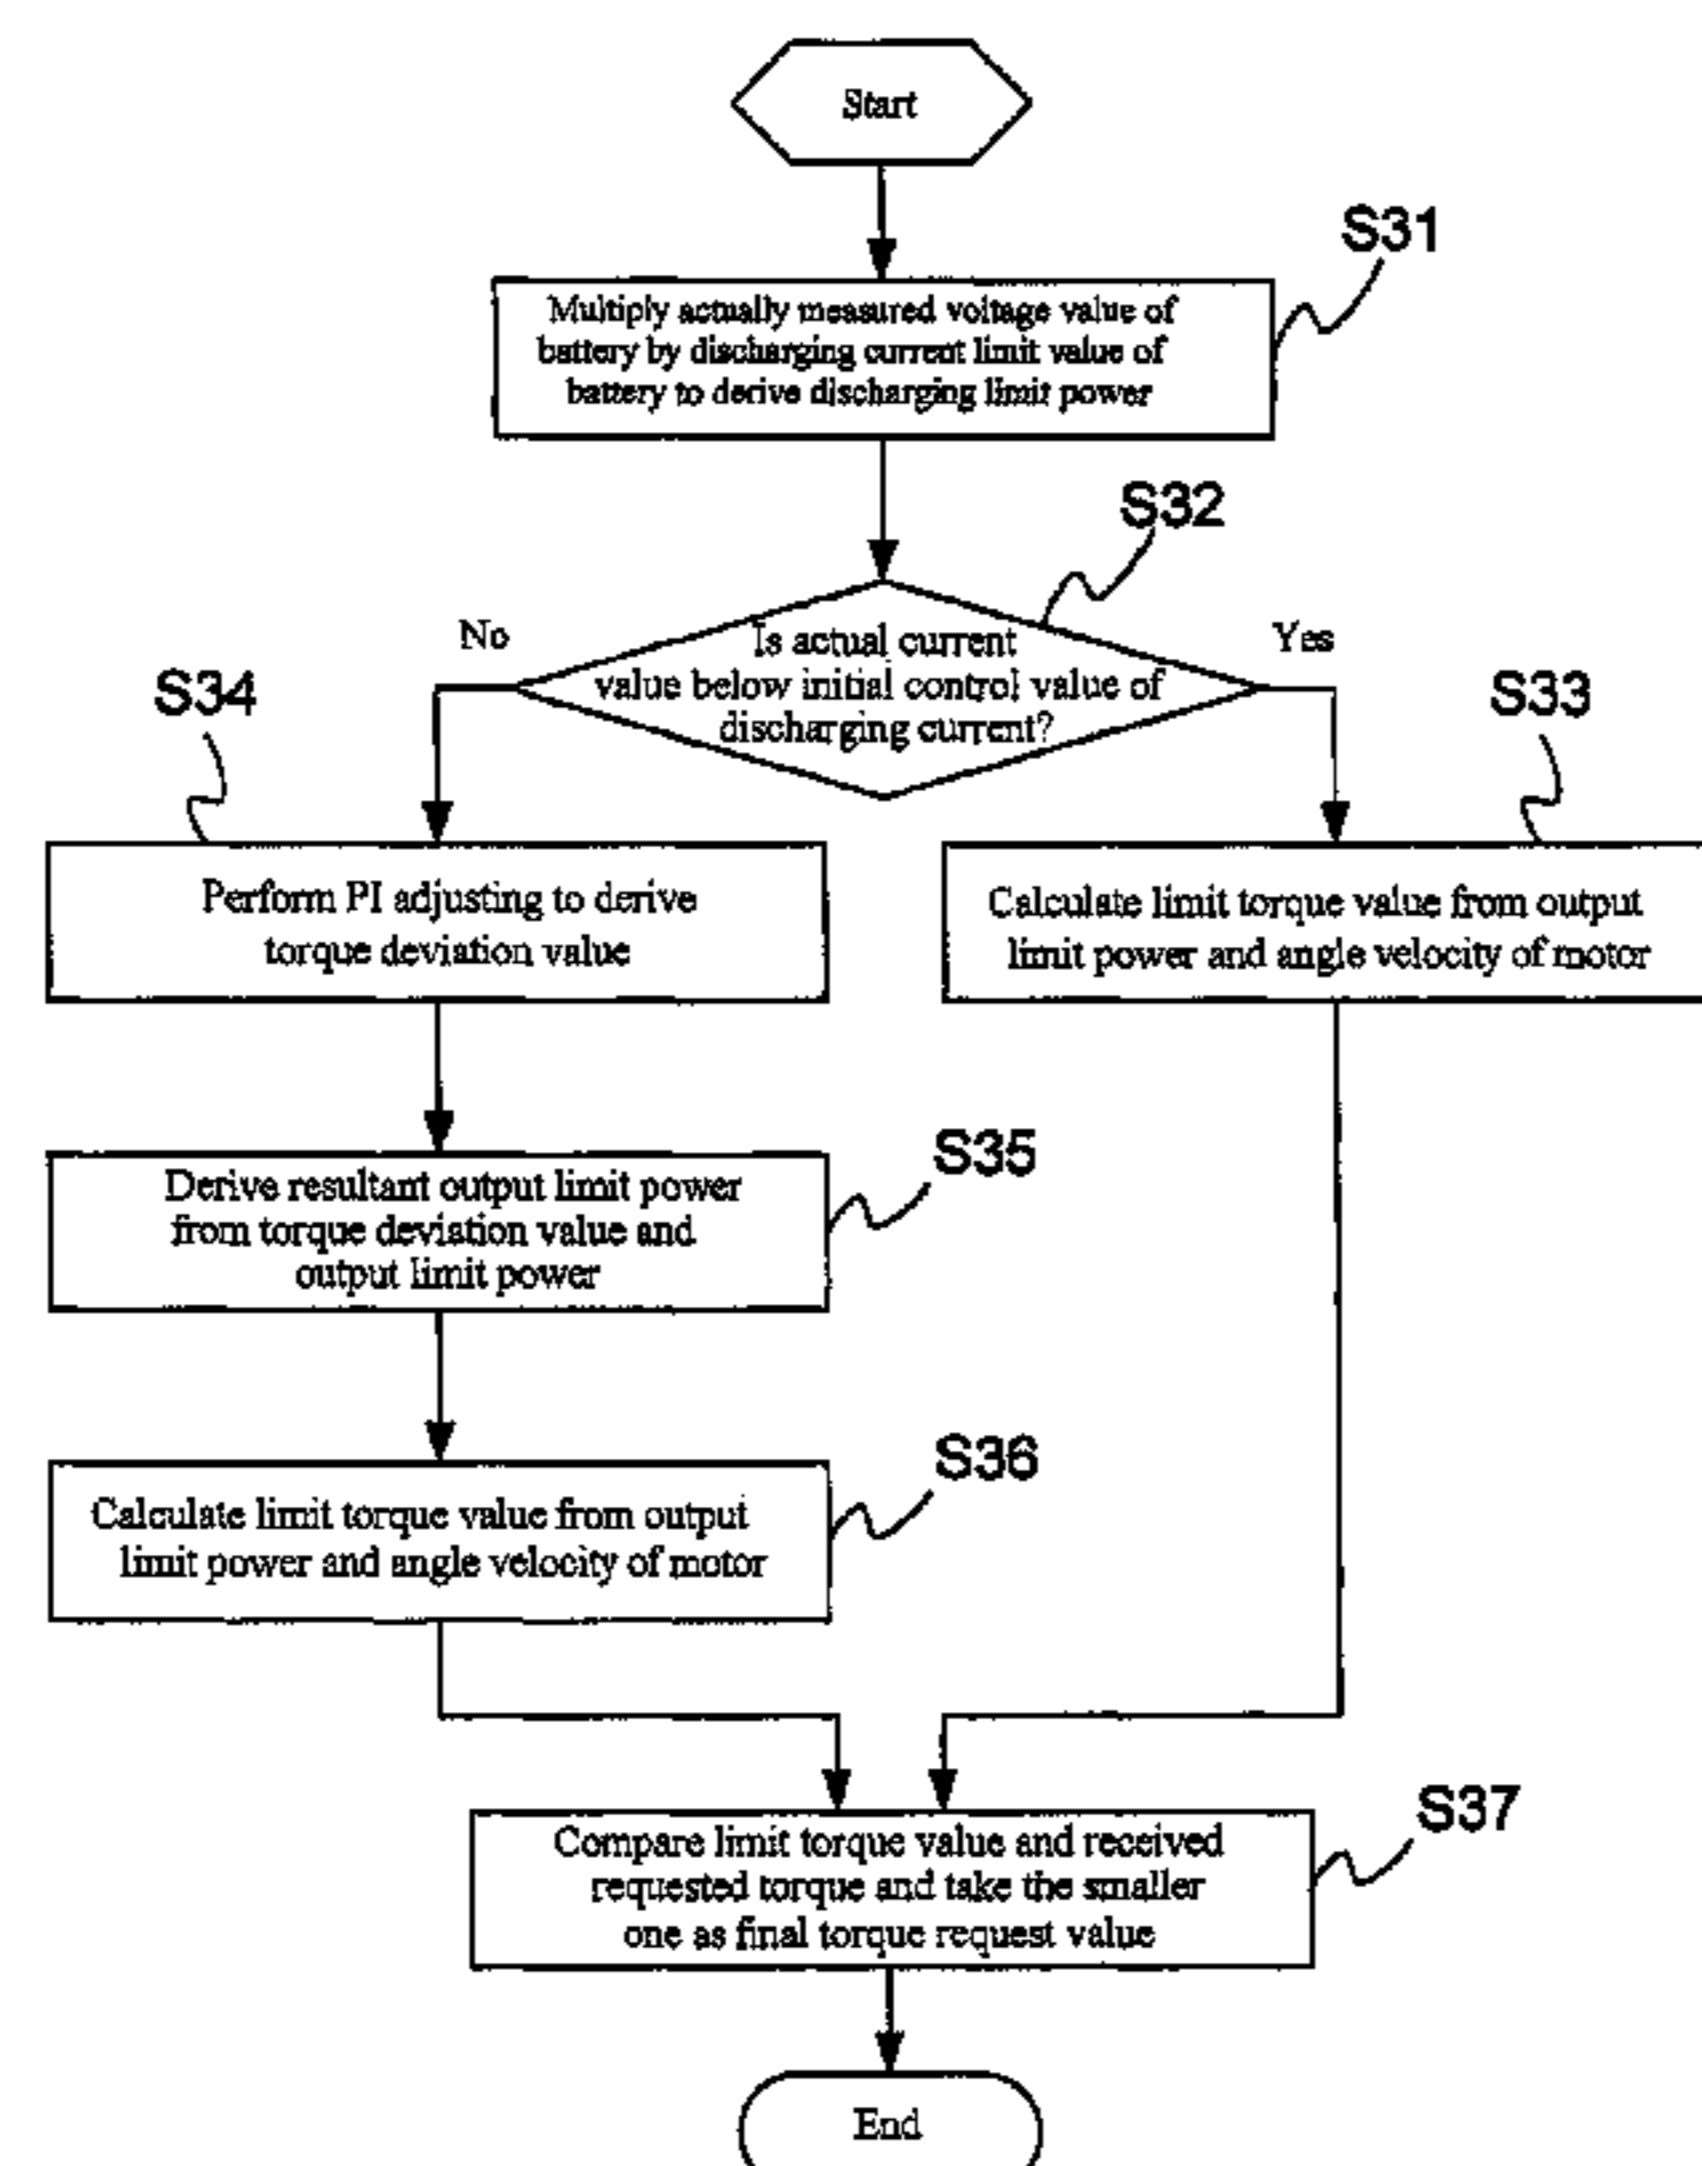 Start
S31
Multiply actually measured voltage value of
battery by discharging current limit value of
battery to derive discharging limit power
S32
No
Yes
Is actual current
value below initial control value of
discharging current?
S34
S33
Perform PI adjusting to derive
torque deviation value
Calculate limit torque value from output
limit power and angle velocity of motor
S35
Derive resultant output limit power
from torque deviation value and
output limit power
S36
Calculate limit torque value from output
limit power and angle velocity of motor
S37
Compare limit torque value and received
requested torque and take the smaller
one as final torque request value
End